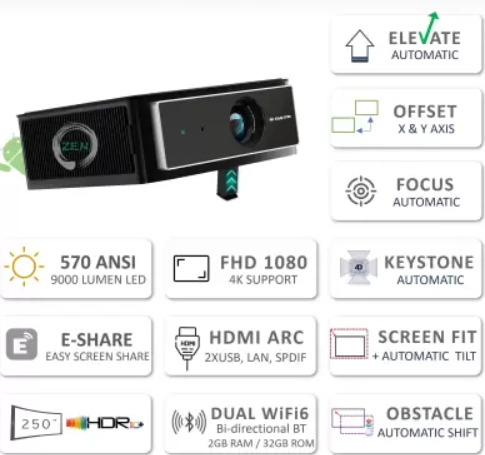 ELEVATE
AUTOMATIC
OFFSET
X & Y AXIS
ZEN
FOCUS
AUTOMATIC
570 ANSI
9000 LUMEN LED
FHD 1080
4K SUPPORT
4D
KEYSTONE
AUTOMATIC
E
E-SHARE
EASY SCREEN SHARE
HDMI
HDMI ARC
2XUSB, LAN, SPDIF
SCREEN FIT
+ AUTOMATIC TILT
250"
HDR10+
DUAL WiFi6
Bi-directional BT
2GB RAM / 32GB ROM
OBSTACLE
AUTOMATIC SHIFT